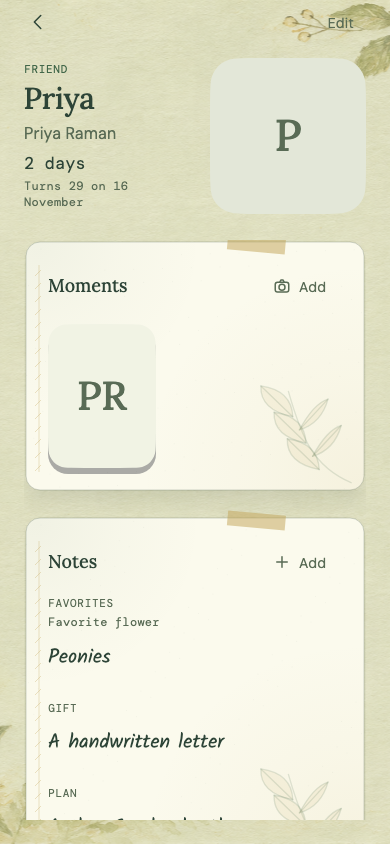 Edit
FRIEND
Priya
Priya Raman
2 days
Turns 29 on 16
November
P
Moments
Add
PR
Notes
Add
FAVORITES
Favorite flower
Peonies
GIFT
A handwritten letter
PLAN